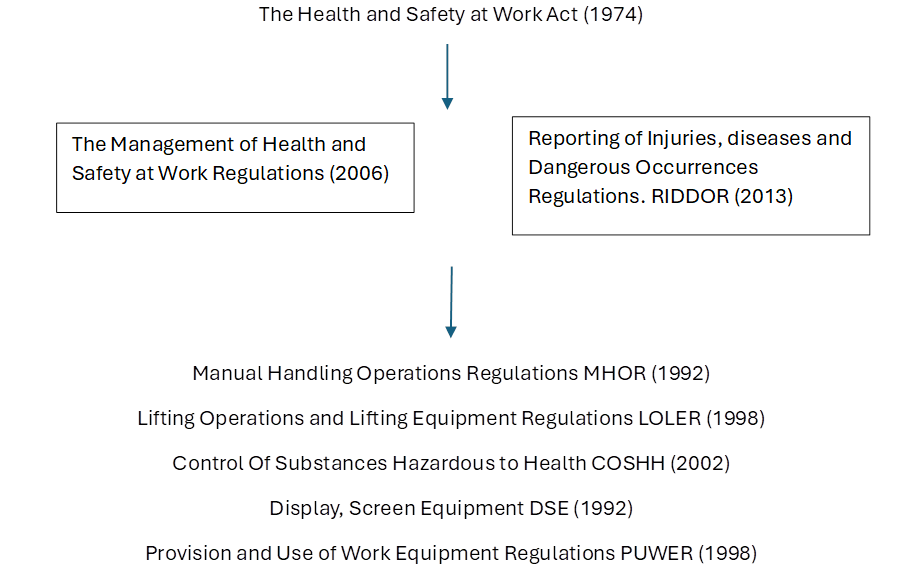 The Health and Safety at Work Act (1974)
The Management of Health and
Safety at Work Regulations (2006)
Reporting of Injuries, diseases and
Dangerous Occurrences
Regulations. RIDDOR (2013)
Manual Handling Operations Regulations MHOR (1992)
Lifting Operations and Lifting Equipment Regulations LOLER (1998)
Control Of Substances Hazardous to Health COSHH (2002)
Display, Screen Equipment DSE (1992)
Provision and Use of Work Equipment Regulations PUWER (1998)